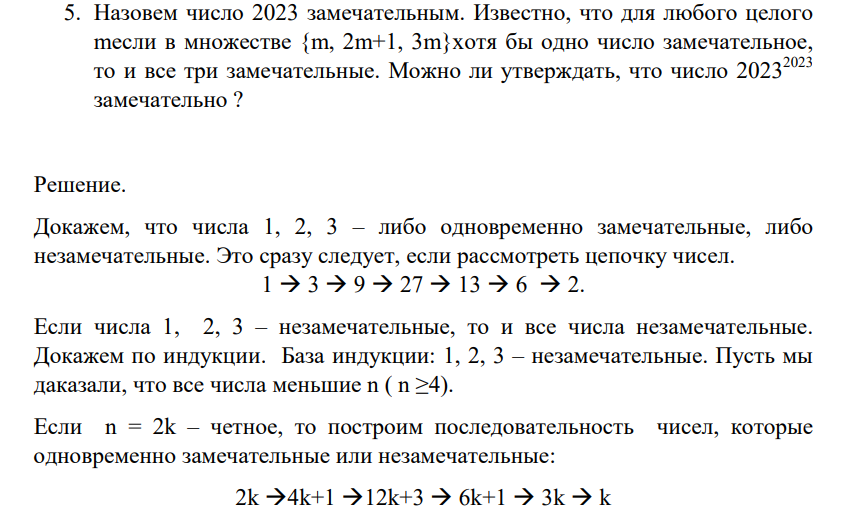 5. Назовем число 2023 замечательным. Известно, что для любого целого
mесли в множестве {m, 2m+1, 3m}хотя бы одно число замечательное,
то и все три замечательные. Можно ли утверждать, что число 2023²⁰²³
замечательно ?
Решение.
Докажем, что числа 1, 2, 3 – либо одновременно замечательные, либо
незамечательные. Это сразу следует, если рассмотреть цепочку чисел.
1 → 3 → 9 → 27 → 13 → 6 → 2.
Если числа 1, 2, 3 – незамечательные, то и все числа незамечательные.
Докажем по индукции. База индукции: 1, 2, 3 – незамечательные. Пусть мы
даказали, что все числа меньшие n ( n ≥4).
Если n = 2k – четное, то построим последовательность чисел, которые
одновременно замечательные или незамечательные:
2k →4k+1 →12k+3 → 6k+1 → 3k → k